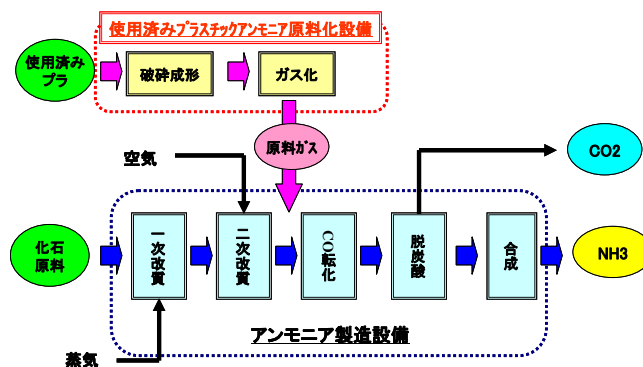 使用済みプラスチックアンモニア原料化設備
使用済み
プラ
破砕成形
ガス化
原料ガス
空気
CO2
化石
原料
一次改質
二次改質
CO転化
脱炭酸
合成
NH3
アンモニア製造設備
蒸気